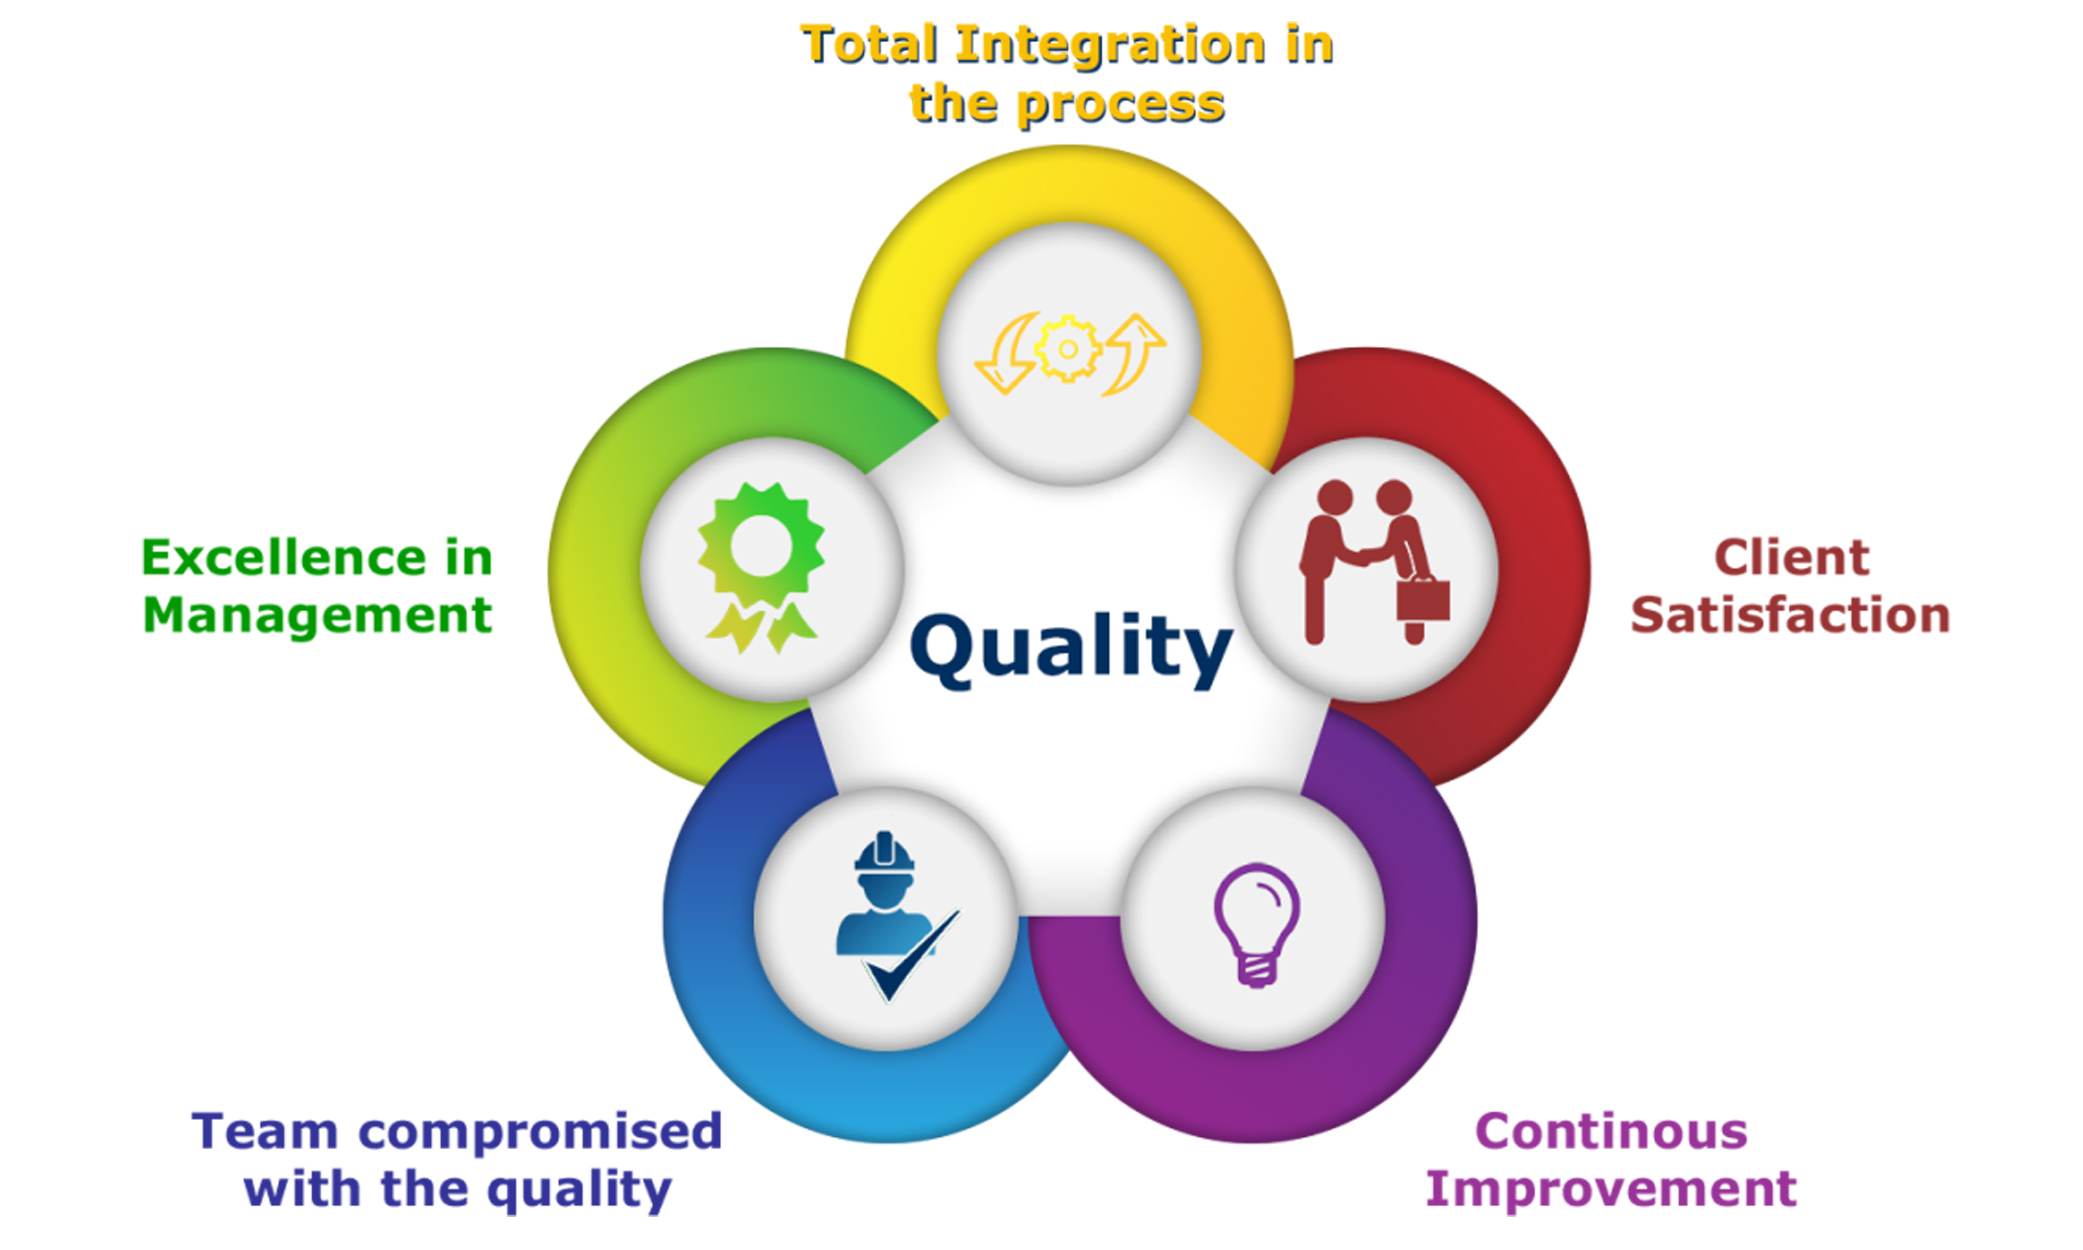 Total Integration in
the process
Excellence in
Management
Quality
Client
Satisfaction
Team compromised
with the quality
Continous
Improvement